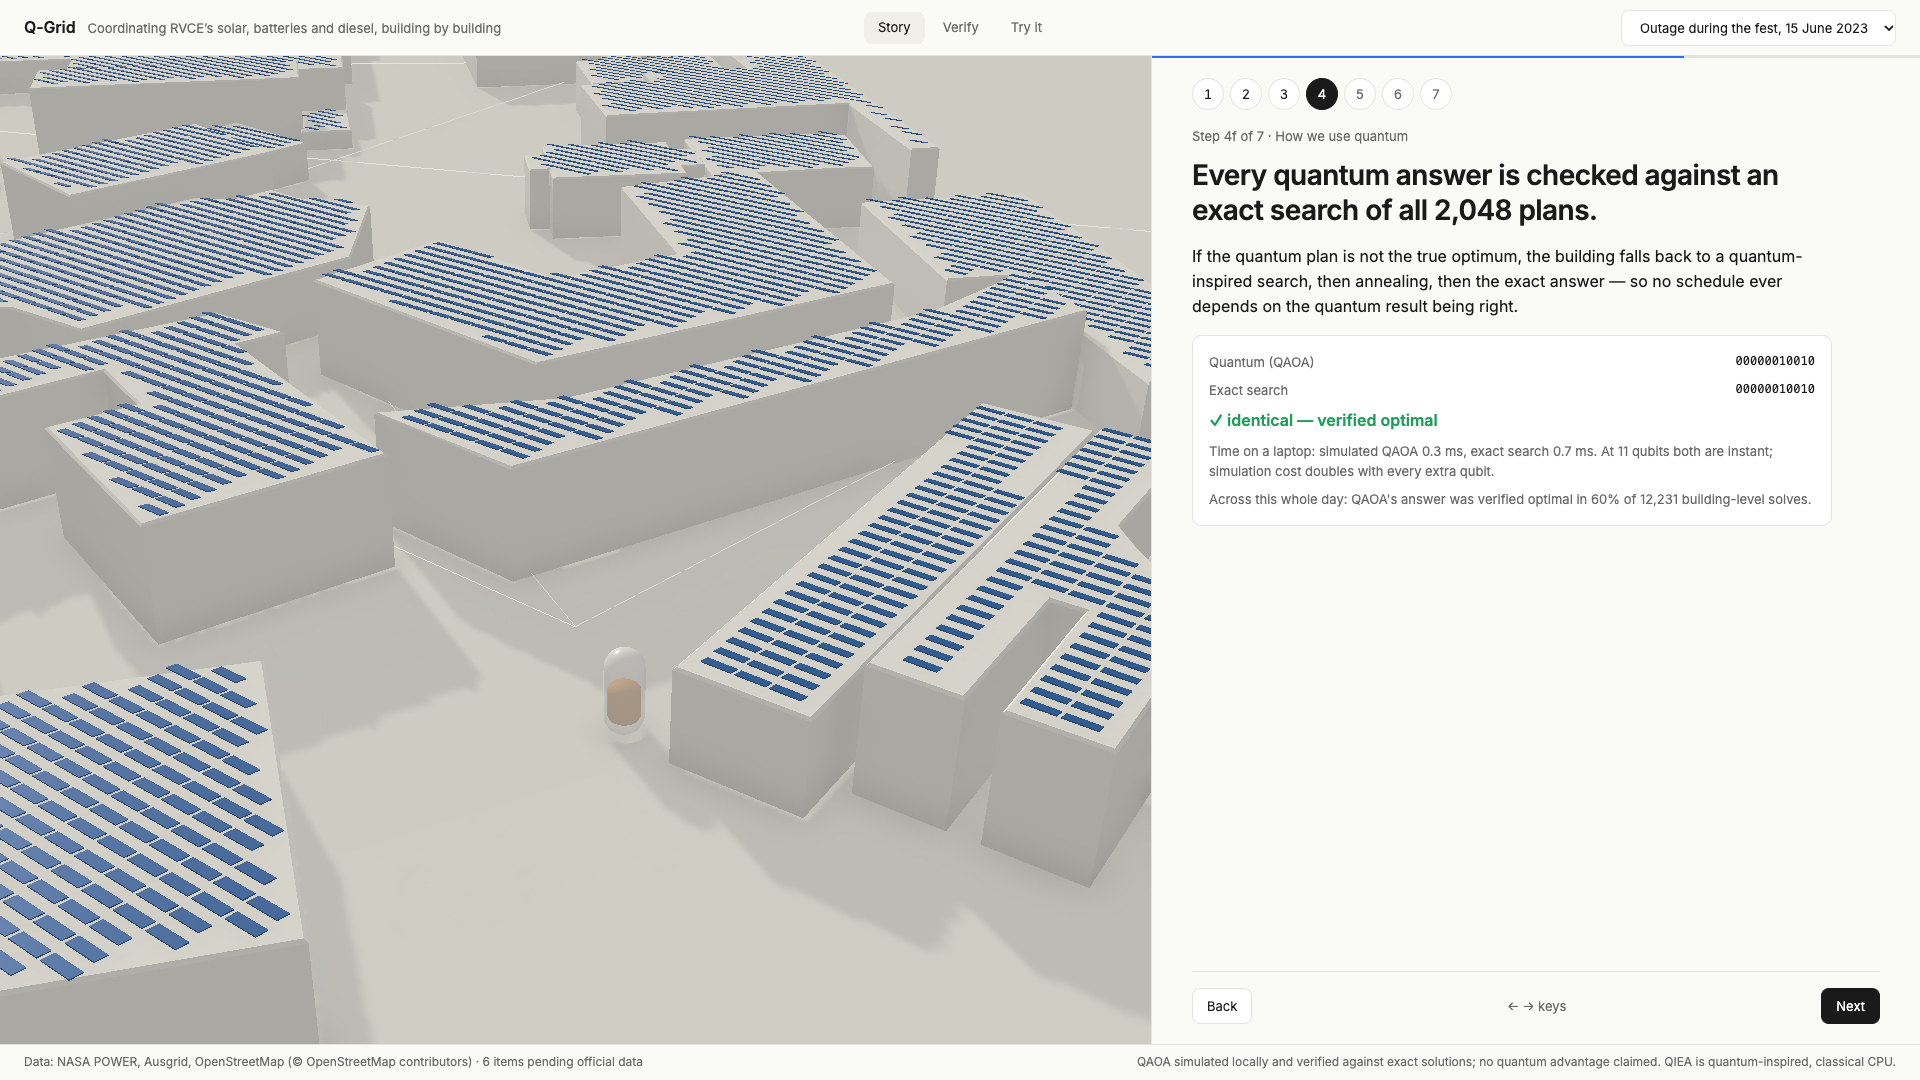 Q-Grid Coordinating RVCE's solar, batteries and diesel, building by building
Story Verify Try it
Outage during the fest, 15 June 2023
1 2 3 4 5 6 7
Step 4f of 7 · How we use quantum
Every quantum answer is checked against an
exact search of all 2,048 plans.
If the quantum plan is not the true optimum, the building falls back to a quantum-
inspired search, then annealing, then the exact answer — so no schedule ever
depends on the quantum result being right.
Quantum (QAOA) 00000010010
Exact search 00000010010
✓ identical — verified optimal
Time on a laptop: simulated QAOA 0.3 ms, exact search 0.7 ms. At 11 qubits both are instant;
simulation cost doubles with every extra qubit.
Across this whole day: QAOA's answer was verified optimal in 60% of 12,231 building-level solves.
Back ← → keys Next
Data: NASA POWER, Ausgrid, OpenStreetMap (© OpenStreetMap contributors) · 6 items pending official data
QAOA simulated locally and verified against exact solutions; no quantum advantage claimed. QIEA is quantum-inspired, classical CPU.